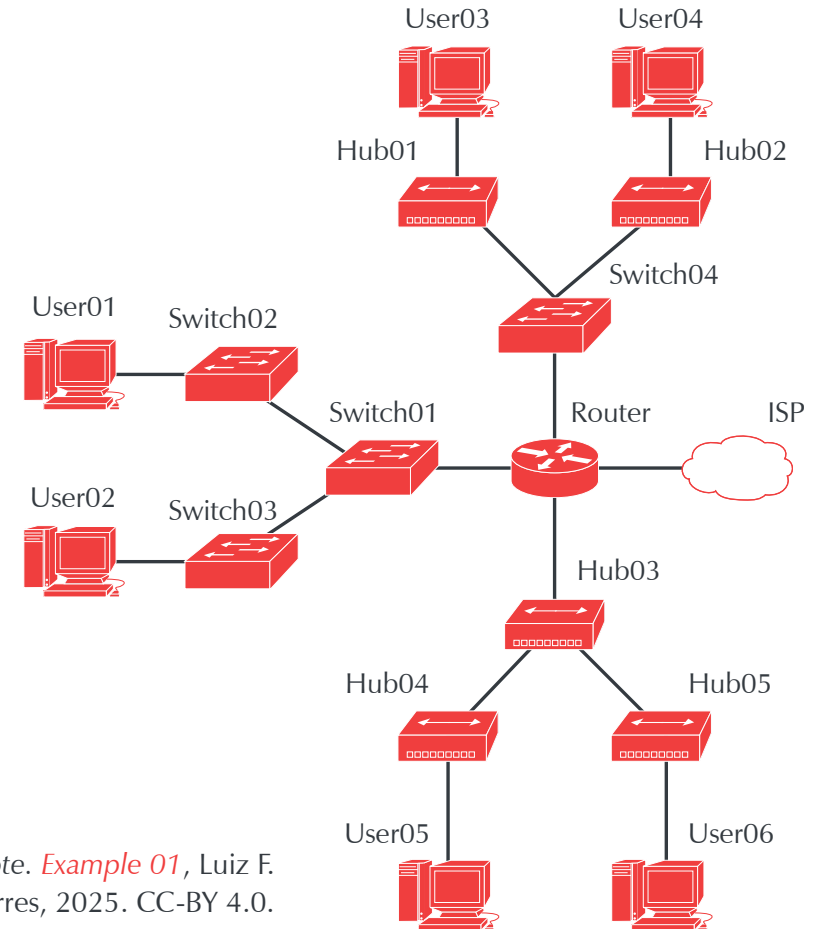 User03
User04
Hub01
Hub02
Switch04
User01
Switch02
Switch01
Router
ISP
User02
Switch03
Hub03
Hub04
Hub05
User05
User06
Example 01, Luiz F.
2025. CC-BY 4.0.